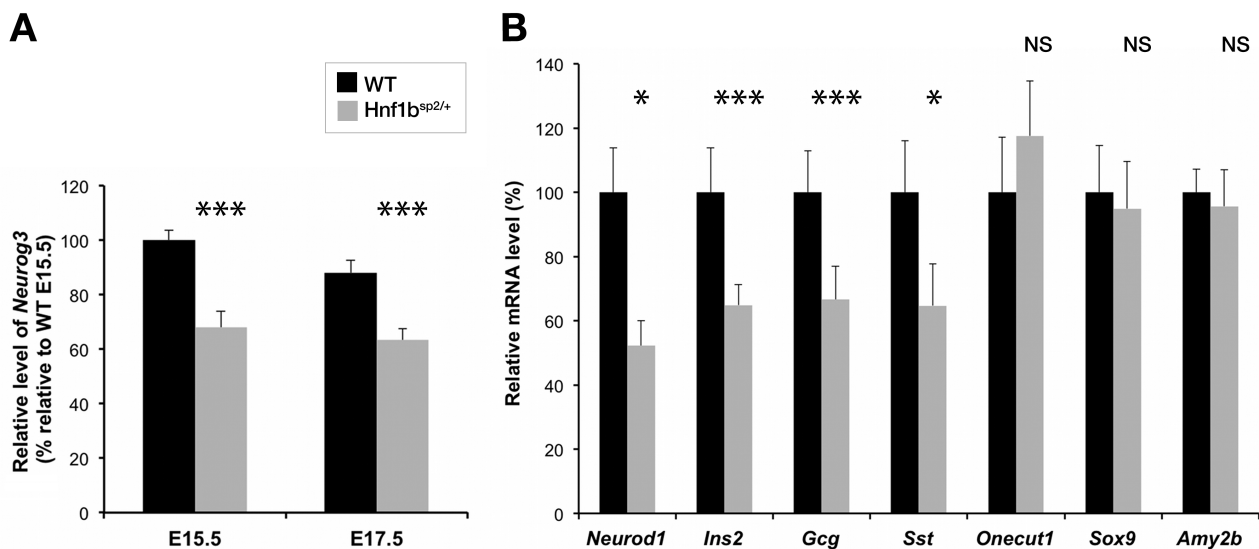 A
WT
Hnf1bsp2/+
Relative level of Neurog3
(% relative to WT E15.5)
120
100
80
60
40
20
0
***
***
E15.5
E17.5
B
NS
NS
NS
Relative mRNA level (%)
140
120
100
80
60
40
20
0
*
***
***
*
Neurod1
Ins2
Gcg
Sst
Onecut1
Sox9
Amy2b